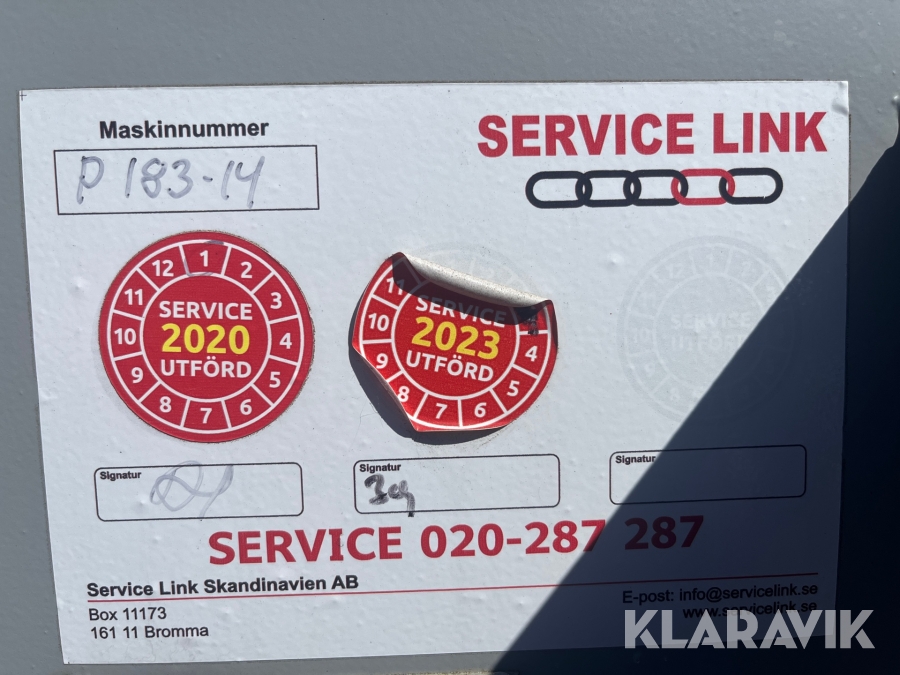 Maskinnummer
P 183-14
SERVICE LINK
12 1 2 3 4 5 6 7 8 9 10 11
SERVICE
2020
UTFÖRD
11 10 9 8 7 6 5 4
SERVICE
2023
UTFÖRD
SERVICE
UTFÖRD
Signatur
Signatur
Signatur
SERVICE 020-287 287
Service Link Skandinavien AB
Box 11173
161 11 Bromma
E-post: info@servicelink.se
www.servicelink.se
KLARAVIK